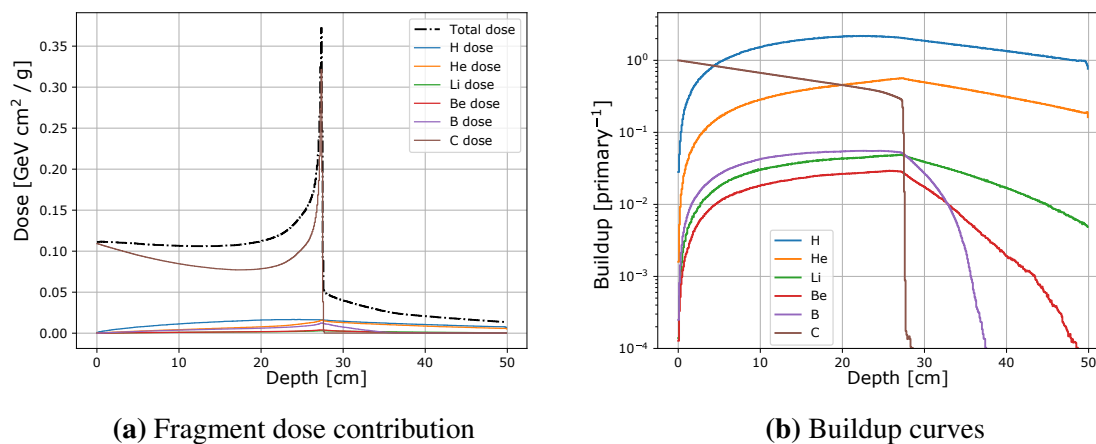 Dose [GeV cm² / g]
0.35
0.30
0.25
0.20
0.15
0.10
0.05
0.00
0 10 20 30 40 50
Depth [cm]
Total dose
H dose
He dose
Li dose
Be dose
B dose
C dose
(a) Fragment dose contribution
Buildup [primary⁻¹]
10⁰
10⁻¹
10⁻²
10⁻³
10⁻⁴
0 10 20 30 40 50
Depth [cm]
H
He
Li
Be
B
C
(b) Buildup curves